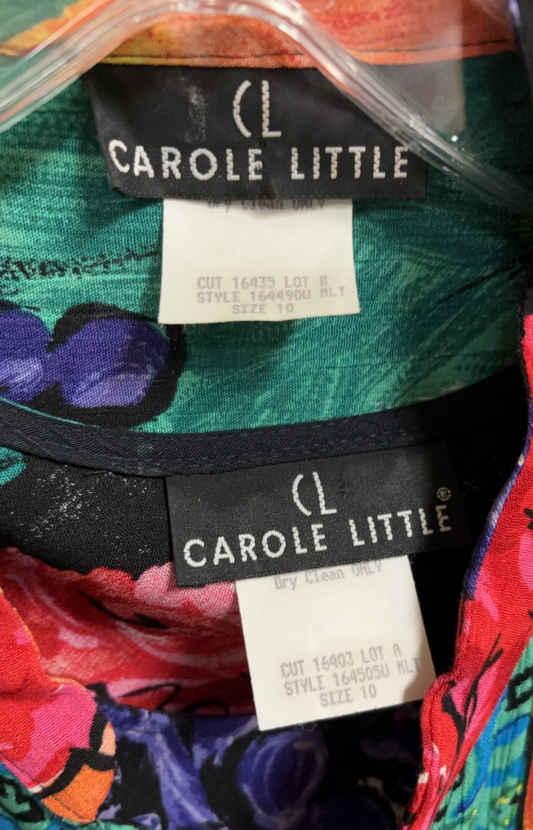 CL
CAROLE LITTLE
Dry Clean ONLY
CUT 16435 LOT A
STYLE 164490U MLT
SIZE 10
CL
CAROLE LITTLE®
Dry Clean ONLY
CUT 16403 LOT A
STYLE 164505U MLT
SIZE 10